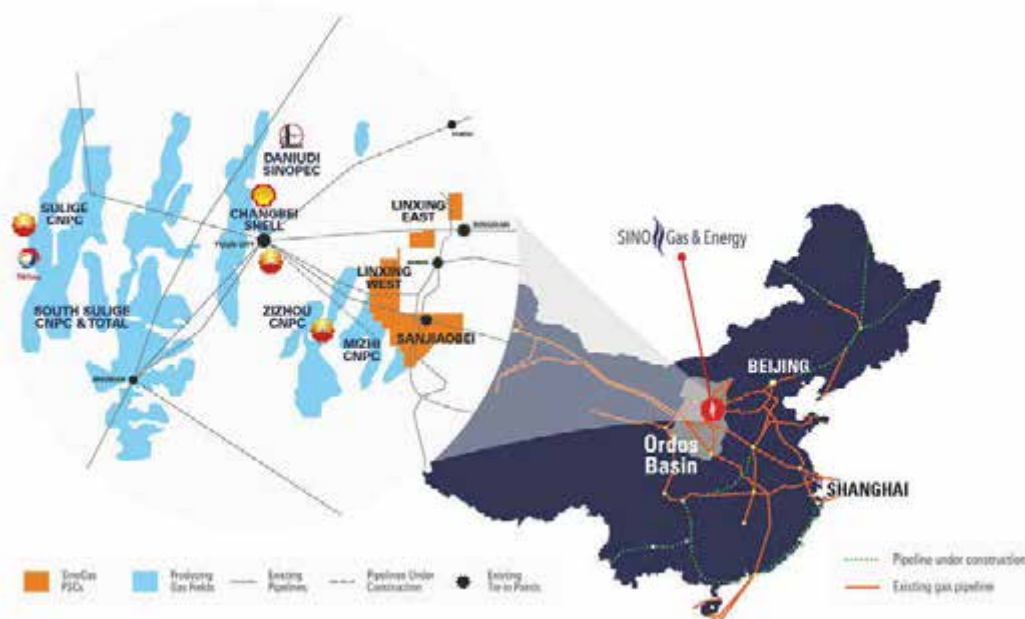 DANIUDI
SINOPEC
SULIGE
CNPC
CHANGBEI
SHELL
LINXING
EAST
LINXING
WEST
SOUTH SULIGE
CNPC & TOTAL
ZIZHOU
CNPC
MIZHI
CNPC
SANJIAOBEI
SINO Gas & Energy
BEIJING
Ordos
Basin
SHANGHAI
SinoGas
PSCs
Producing
Gas Fields
Existing
Pipelines
Pipelines Under
Construction
Existing
Tie-in Points
Pipeline under construction
Existing gas pipeline